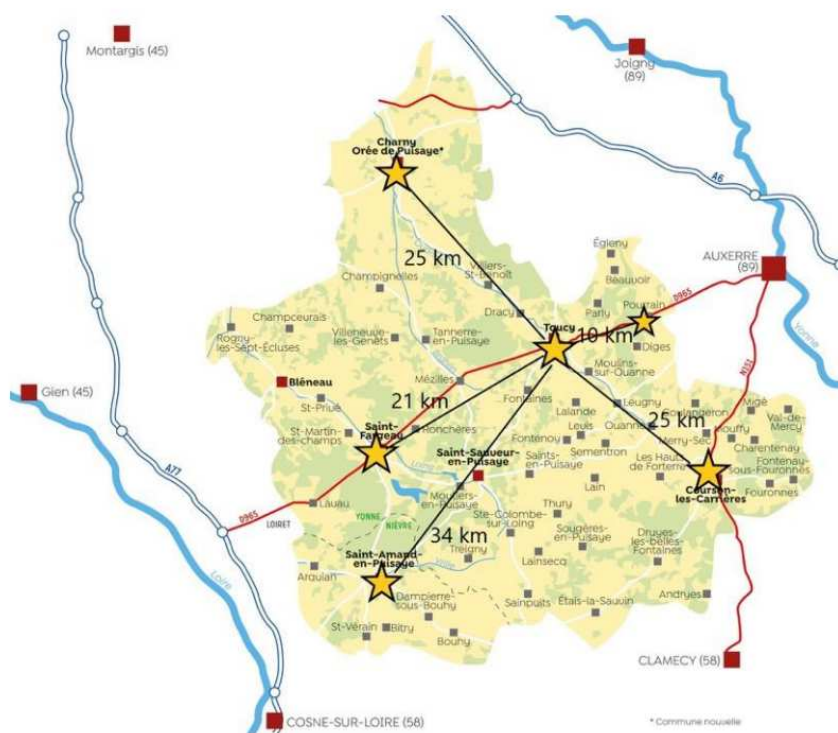 Montargis (45)
Joigny
(89)
Charny
Orée de Puisaye*
A6
25 km
Villiers-
St-Benoît
Champignelles
Égleny
Beauvoir
AUXERRE
(89)
Parly
Pourrain
D965
Yonne
Dracy
Toucy
10 km
Diges
Rogny-
les-Sept-Écluses
Champcevrais
Villeneuve-
les-Genêts
Tannerre-
en-Puisaye
Moulins-
sur-Ouanne
N151
Gien (45)
Bléneau
Mézilles
Fontaines
Leugny
St-Privé
21 km
Lalande
Ouanne
25 km
Migé
Val-de-
Mercy
St-Martin-
des-champs
Saint-
Fargeau
Ronchères
Fontenoy
Levis
Sementron
Merry-Sec
Mouffy
Charentenay
Saint-Sauveur-
en-Puisaye
Saints-
en-Puisaye
Les Hauts
de Forterre
Fontenay-
sous-Fouronnes
A77
Loing
Lain
Courson-
les-Carrières
Fouronnes
Moutiers-
en-Puisaye
Lavau
D965
LOIRET
YONNE
NIÈVRE
Ste-Colombe-
sur-Loing
Thury
34 km
Sougères-
en-Puisaye
Druyes-
les-belles-
Fontaines
Saint-Amand-
en-Puisaye
Treigny
Lainsecq
Loire
Arquian
Dampierre-
sous-Bouhy
Sainpuits
Étais-la-Sauvin
Andryes
St-Vérain
Bitry
Bouhy
CLAMECY (58)
COSNE-SUR-LOIRE (58)
* Commune nouvelle